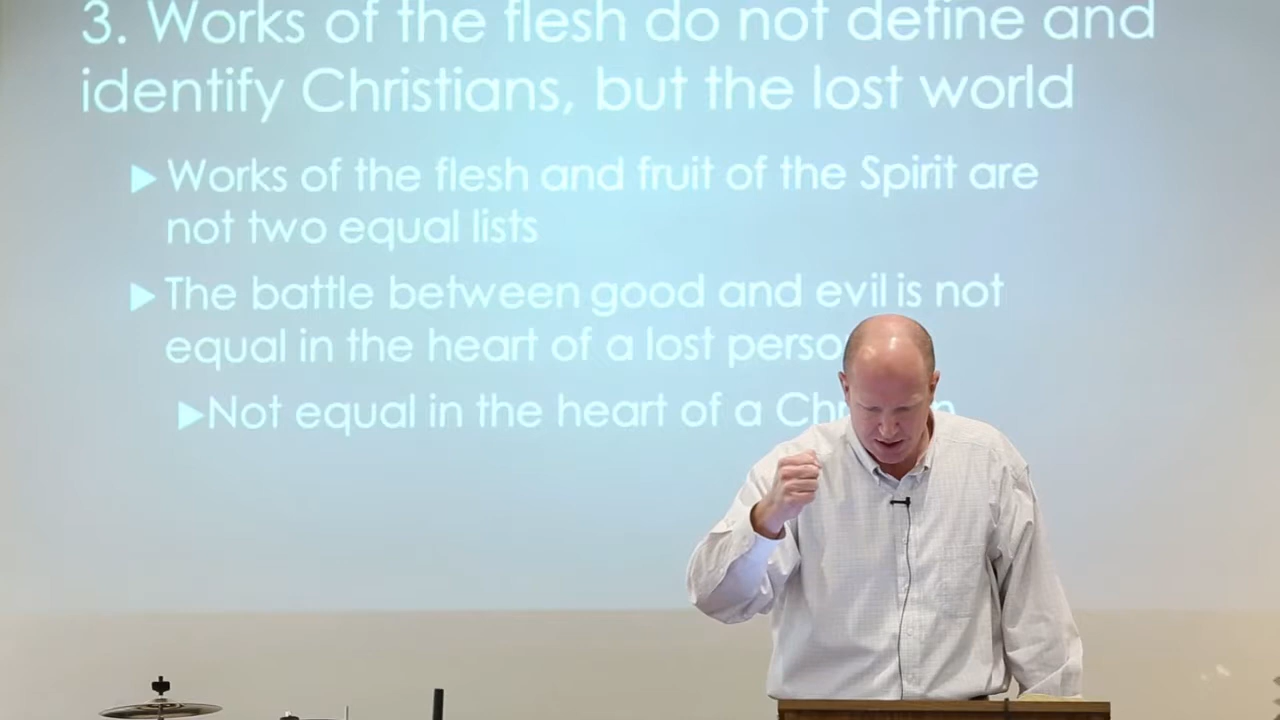 3. Works of the flesh do not define and
identify Christians, but the lost world
▶Works of the flesh and fruit of the Spirit are
not two equal lists
▶The battle between good and evil is not
equal in the heart of a lost
▶Not equal in the heart of a